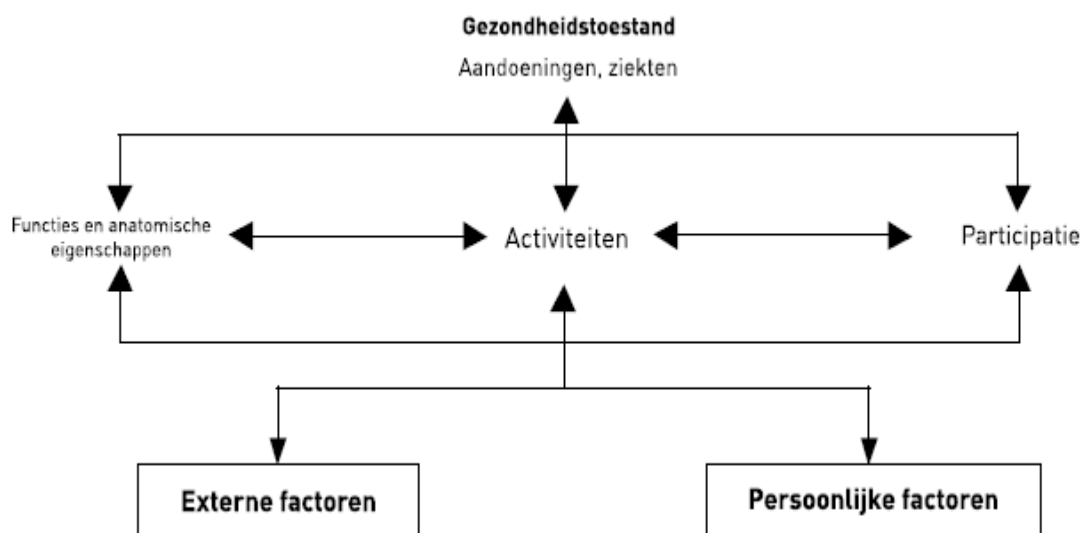 Gezondheidstoestand
Aandoeningen, ziekten
Functies en anatomische
eigenschappen
Activiteiten
Participatie
Externe factoren
Persoonlijke factoren